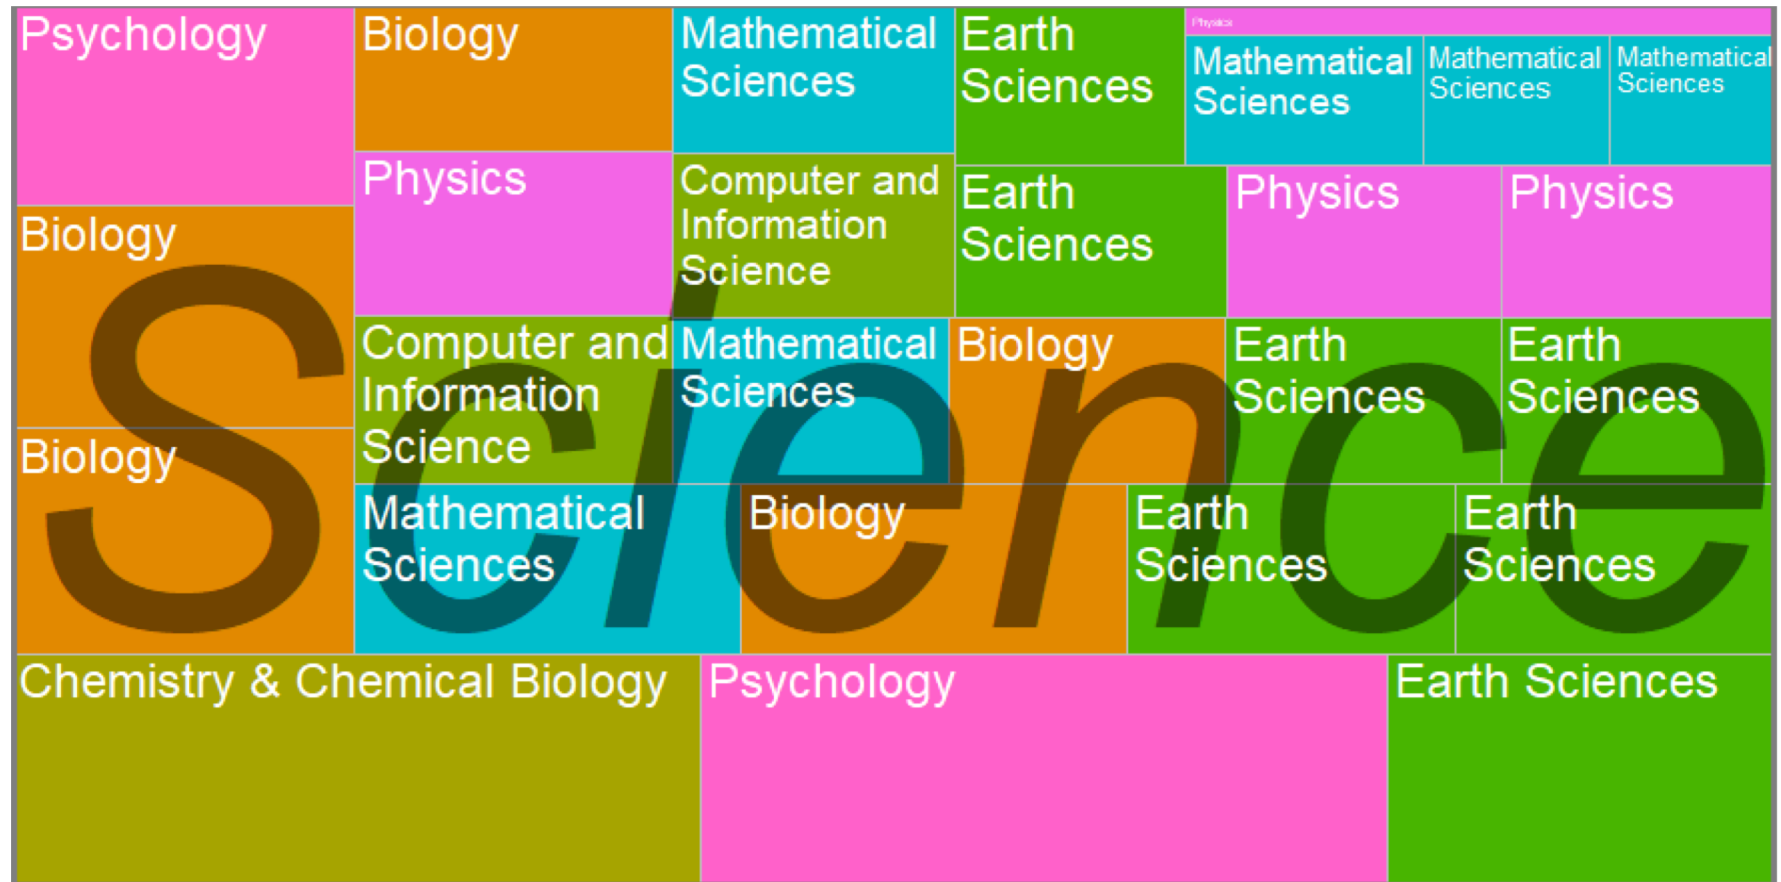 Psychology
Biology
Mathematical
Sciences
Earth
Sciences
Physics
Mathematical
Sciences
Mathematical
Sciences
Mathematical
Sciences
Physics
Computer and
Information
Science
Earth
Sciences
Physics
Physics
Biology
Computer and
Information
Science
Mathematical
Sciences
Biology
Earth
Sciences
Earth
Sciences
Biology
Mathematical
Sciences
Biology
Earth
Sciences
Earth
Sciences
Science
Chemistry & Chemical Biology
Psychology
Earth Sciences